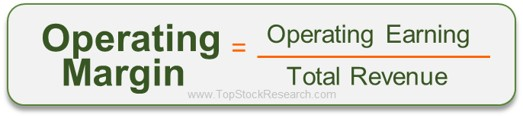 Operating Margin = Operating Earning
Total Revenue
www.TopStockResearch.com